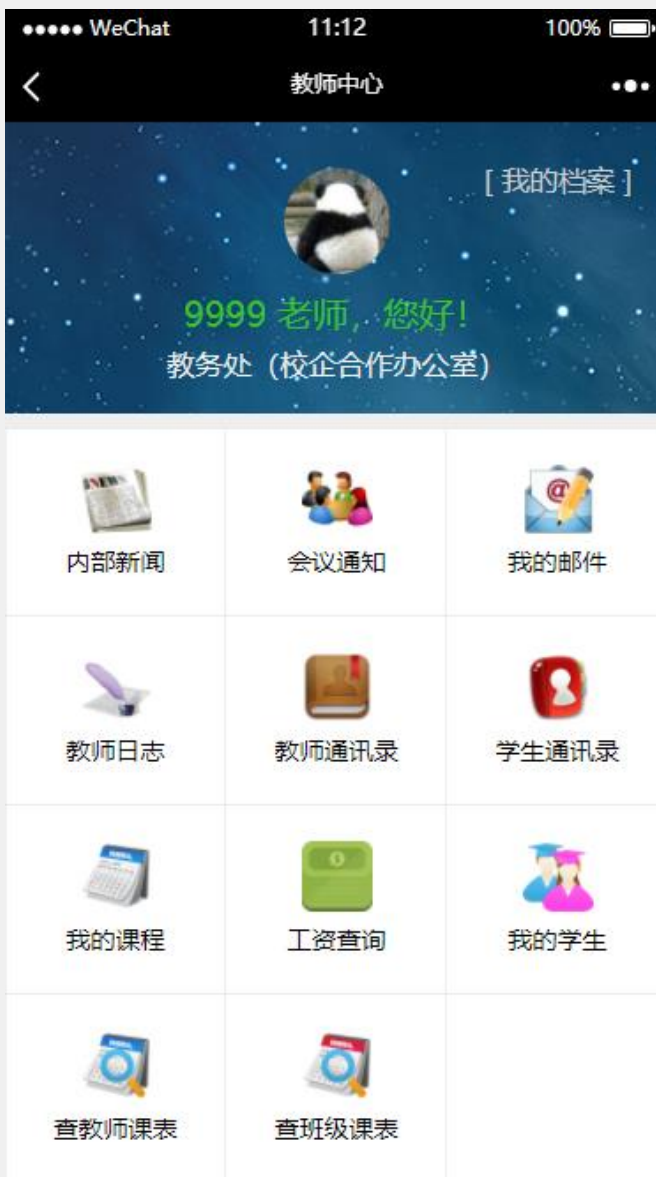 ●●●●● WeChat 11:12 100%
教师中心
[ 我的档案 ]
9999 老师，您好！
教务处（校企合作办公室）
NEWS
内部新闻 会议通知 我的邮件
教师日志 教师通讯录 学生通讯录
我的课程 工资查询 我的学生
查教师课表 查班级课表